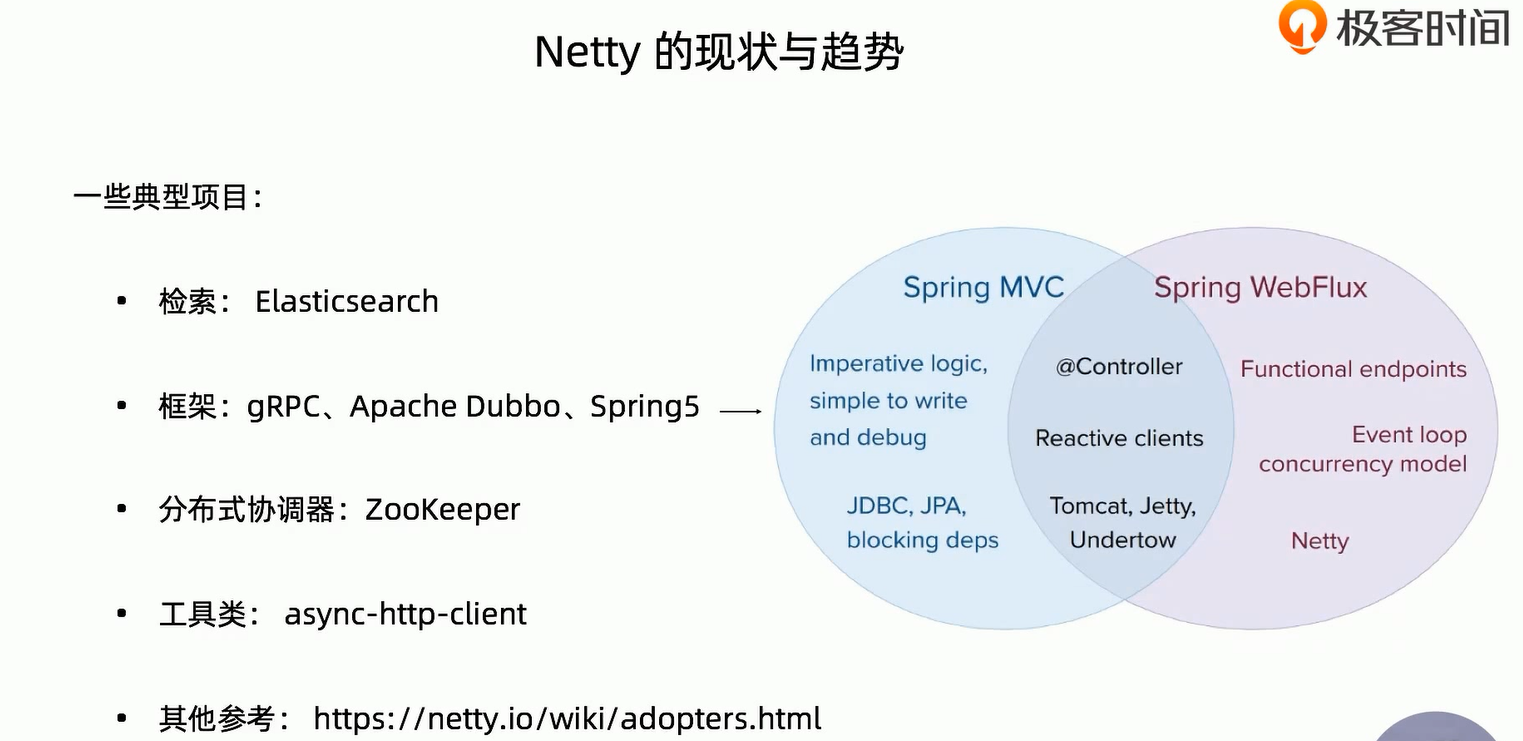 Netty 的现状与趋势
极客时间
一些典型项目：
• 检索： Elasticsearch
• 框架：gRPC、Apache Dubbo、Spring5
• 分布式协调器：ZooKeeper
• 工具类： async-http-client
• 其他参考： https://netty.io/wiki/adopters.html
Spring MVC
Imperative logic,
simple to write
and debug
JDBC, JPA,
blocking deps
@Controller
Reactive clients
Tomcat, Jetty,
Undertow
Spring WebFlux
Functional endpoints
Event loop
concurrency model
Netty